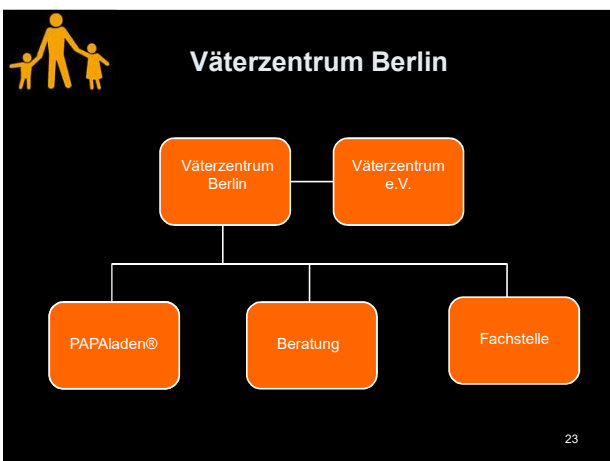 Väterzentrum Berlin
Väterzentrum
Berlin
Väterzentrum
e.V.
PAPAladen®
Beratung
Fachstelle
23